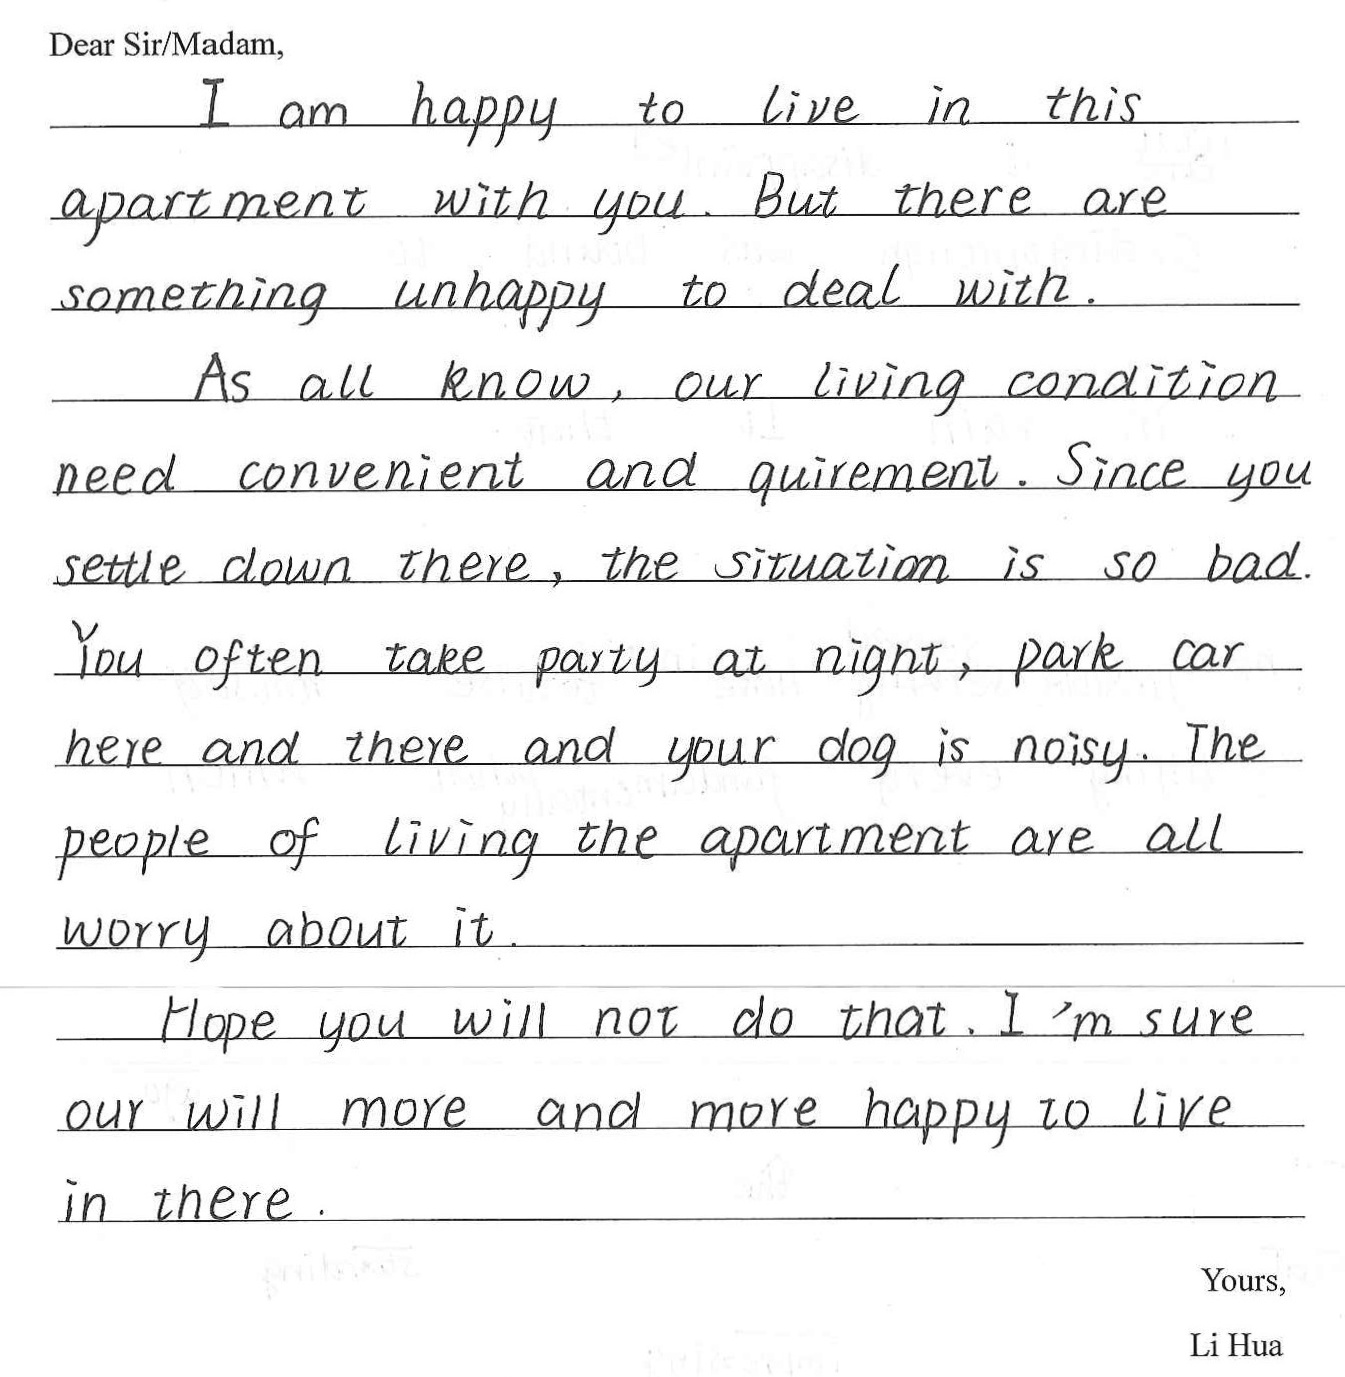 Dear Sir/Madam,
I am happy to live in this
apartment with you. But there are
something unhappy to deal with.
As all know, our living condition
need convenient and quirement. Since you
settle down there, the situation is so bad.
You often take party at night, park car
here and there and your dog is noisy. The
people of living the apartment are all
worry about it.
Hope you will not do that. I'm sure
our will more and more happy to live
in there.
Yours,
Li Hua